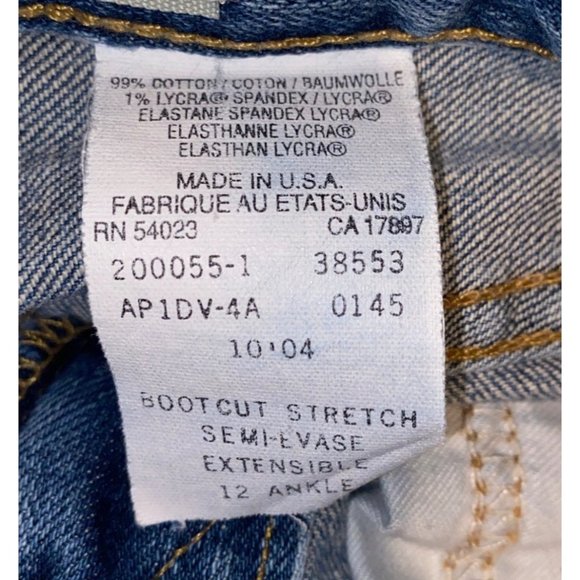 99% COTTON / COTON / BAUMWOLLE
1% LYCRA® SPANDEX / LYCRA®
ELASTANE SPANDEX LYCRA®
ELASTHANNE LYCRA®
ELASTHAN LYCRA®
MADE IN U.S.A.
FABRIQUE AU ETATS-UNIS
RN 54023 CA 17897
200055-1 38553
AP1DV-4A 0145
10'04
BOOTCUT STRETCH
SEMI-EVASE
EXTENSIBLE
12 ANKLE